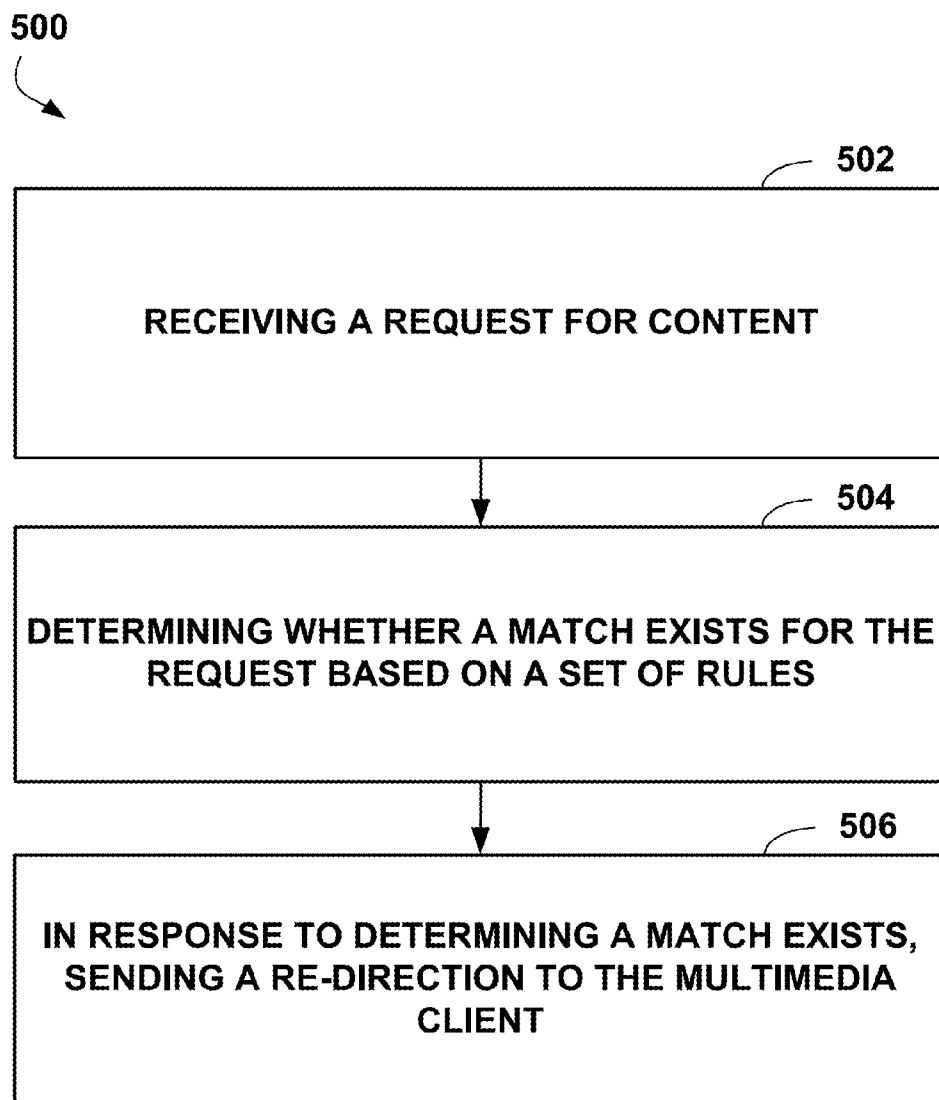 500
502
RECEIVING A REQUEST FOR CONTENT
504
DETERMINING WHETHER A MATCH EXISTS FOR THE
REQUEST BASED ON A SET OF RULES
506
IN RESPONSE TO DETERMINING A MATCH EXISTS,
SENDING A RE-DIRECTION TO THE MULTIMEDIA
CLIENT